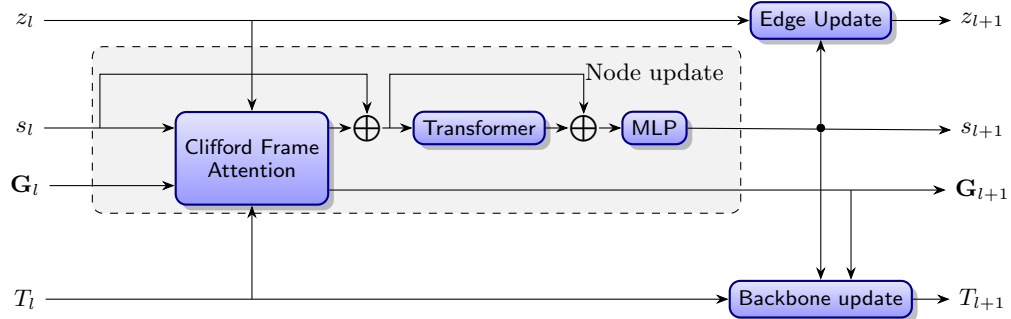 z_l
Edge Update
z_{l+1}
Node update
s_l
Clifford Frame
Attention
Transformer
MLP
s_{l+1}
G_l
G_{l+1}
T_l
Backbone update
T_{l+1}